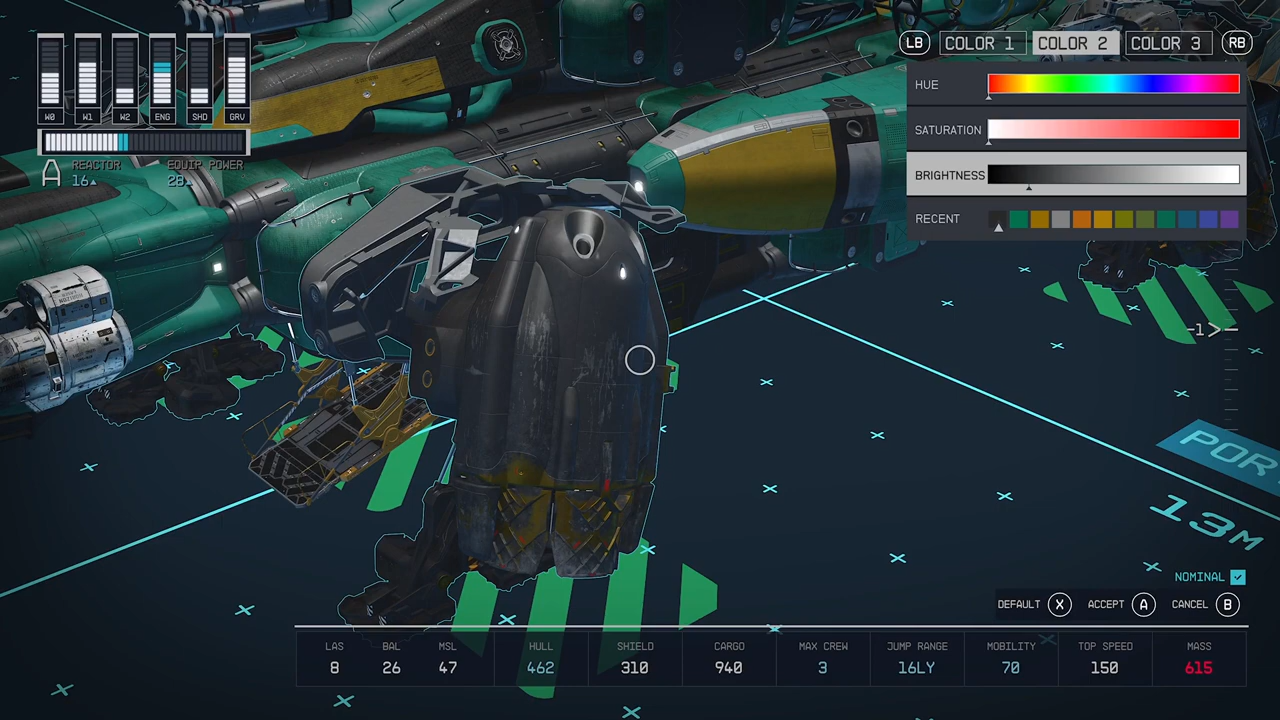 LB COLOR 1 COLOR 2 COLOR 3 RB
HUE
SATURATION
BRIGHTNESS
RECENT
W0 W1 W2 ENG SHD GRV
A REACTOR EQUIP POWER
16 28
-1
POR
13M
NOMINAL
DEFAULT X ACCEPT A CANCEL B
LAS BAL MSL HULL SHIELD CARGO MAX CREW JUMP RANGE MOBILITY TOP SPEED MASS
8 26 47 462 310 940 3 16LY 70 150 615